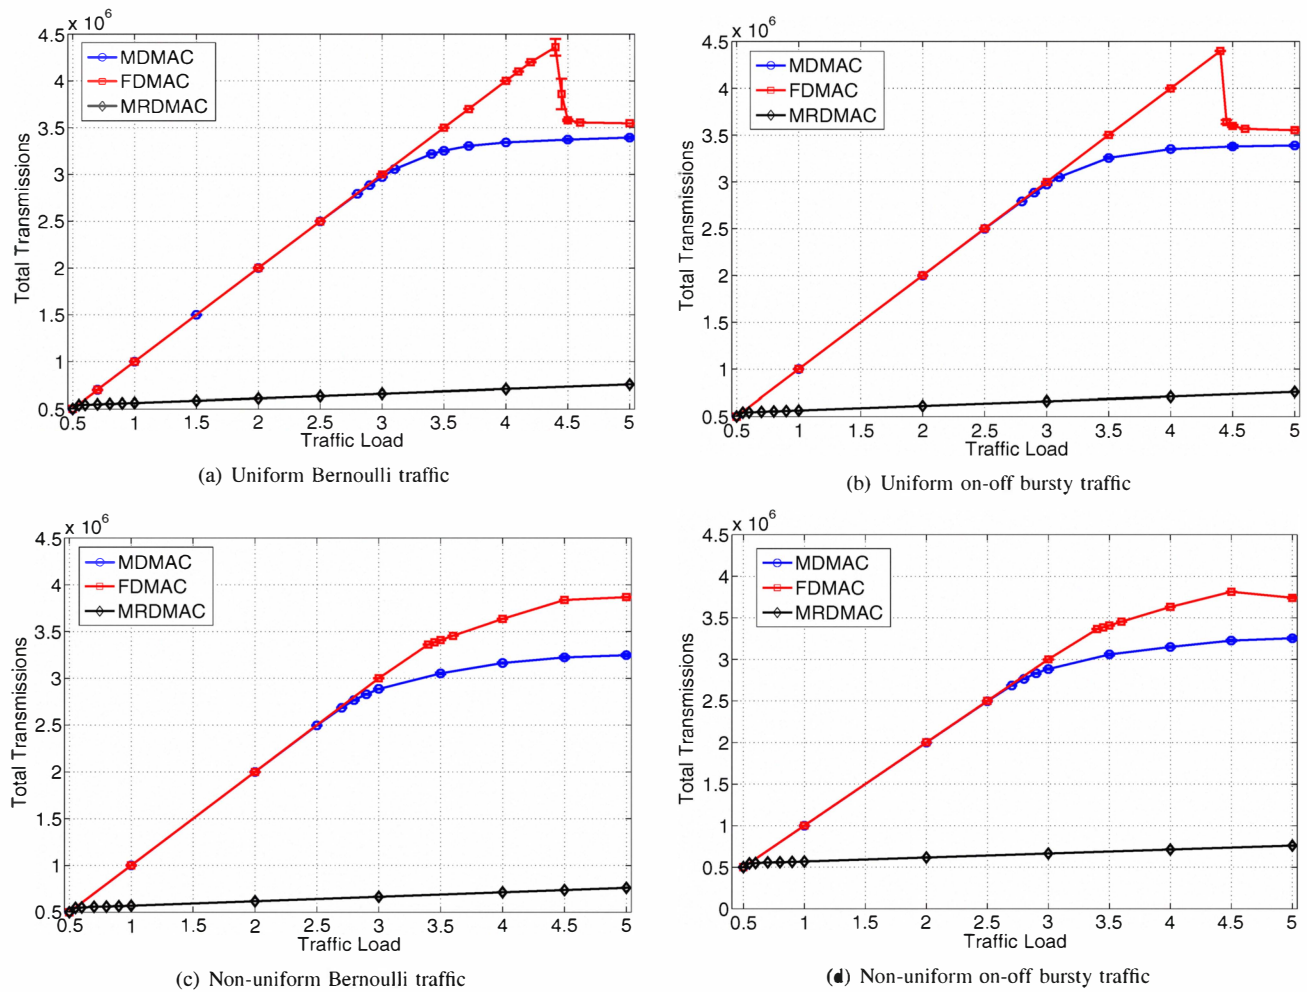 x 10^6
4.5
4
3.5
3
2.5
2
1.5
1
0.5
Total Transmissions
MDMAC
FDMAC
MRDMAC
0.5 1 1.5 2 2.5 3 3.5 4 4.5 5
Traffic Load
(a) Uniform Bernoulli traffic
x 10^6
4.5
4
3.5
3
2.5
2
1.5
1
0.5
Total Transmissions
MDMAC
FDMAC
MRDMAC
0.5 1 2 2.5 3 3.5 4 4.5 5
Traffic Load
(b) Uniform on-off bursty traffic
x 10^6
4.5
4
3.5
3
2.5
2
1.5
1
0.5
Total Transmissions
MDMAC
FDMAC
MRDMAC
0.5 1 2 2.5 3 3.5 4 4.5 5
Traffic Load
(c) Non-uniform Bernoulli traffic
x 10^6
4.5
4
3.5
3
2.5
2
1.5
1
0.5
0
Total Transmissions
MDMAC
FDMAC
MRDMAC
0.5 1 2 2.5 3 3.5 4 4.5 5
Traffic Load
(d) Non-uniform on-off bursty traffic